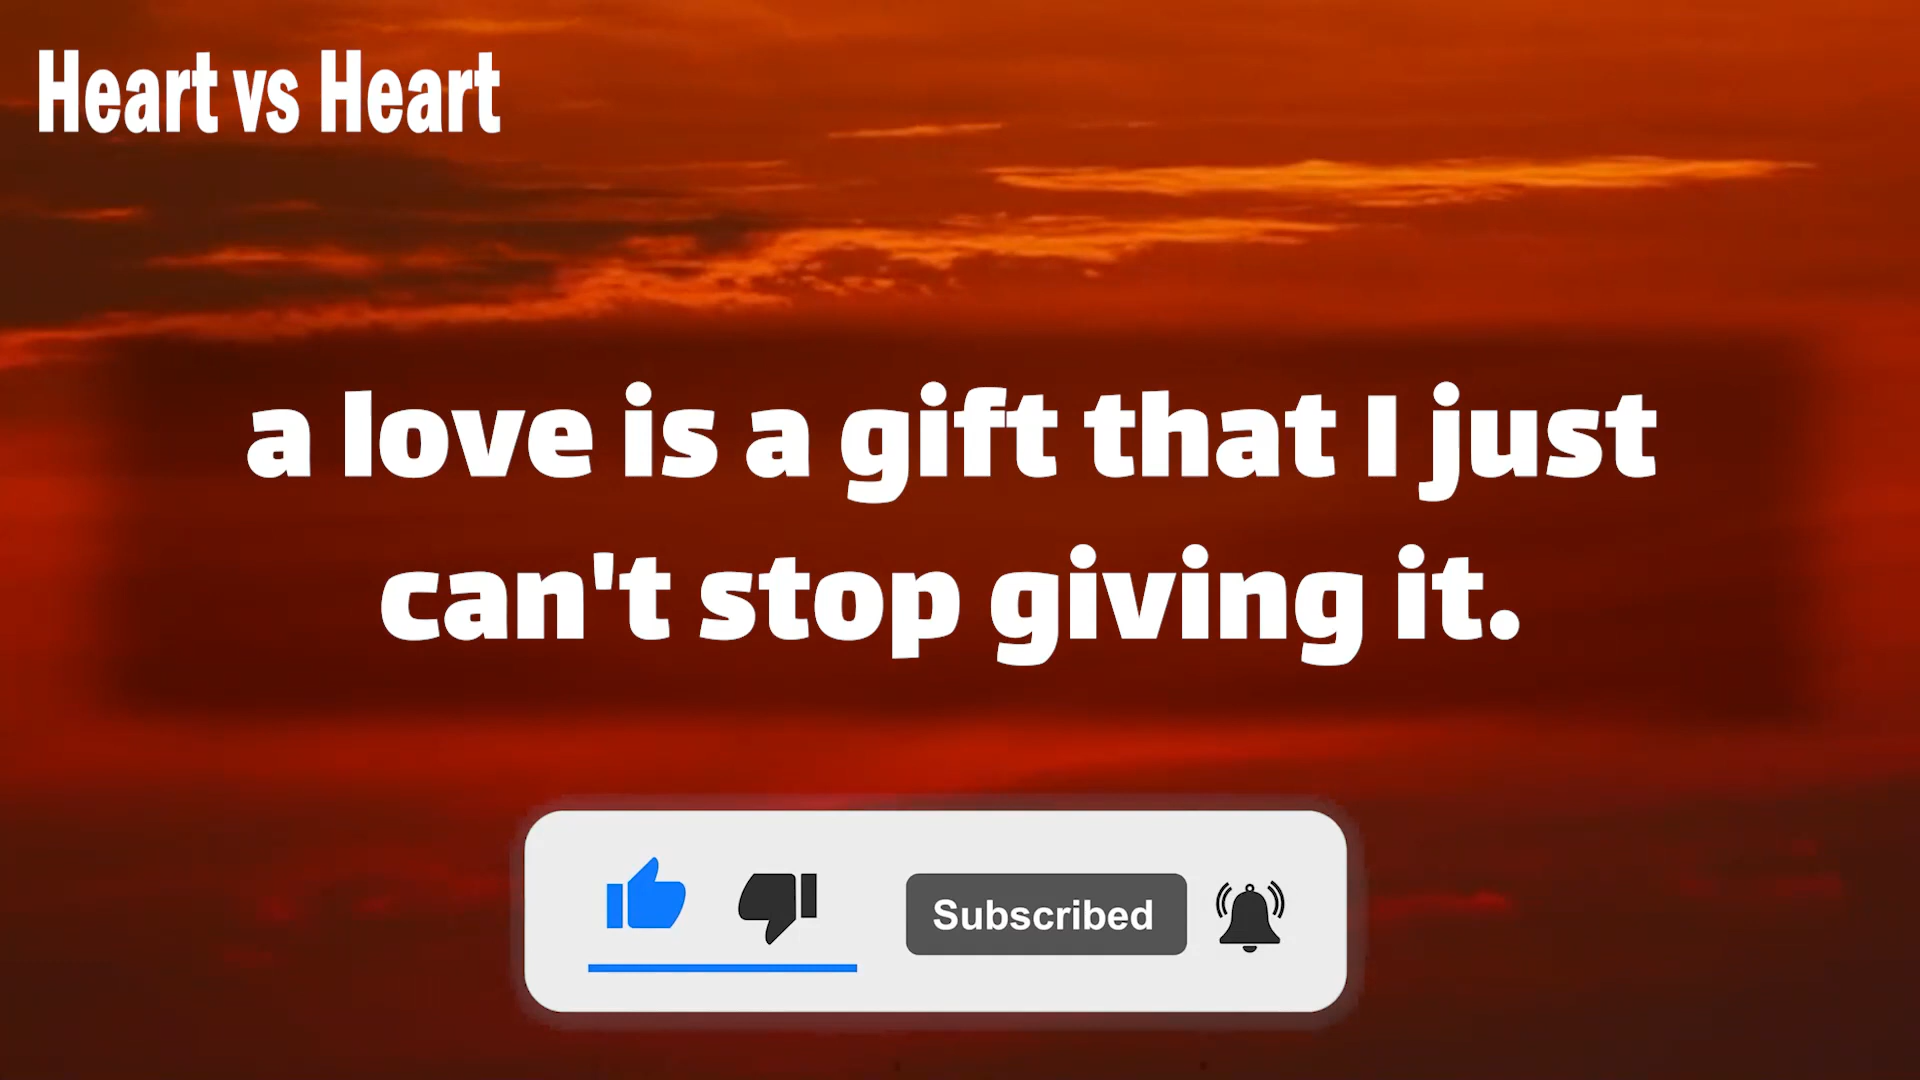 Heart vs Heart
a love is a gift that I just
can't stop giving it.
Subscribed